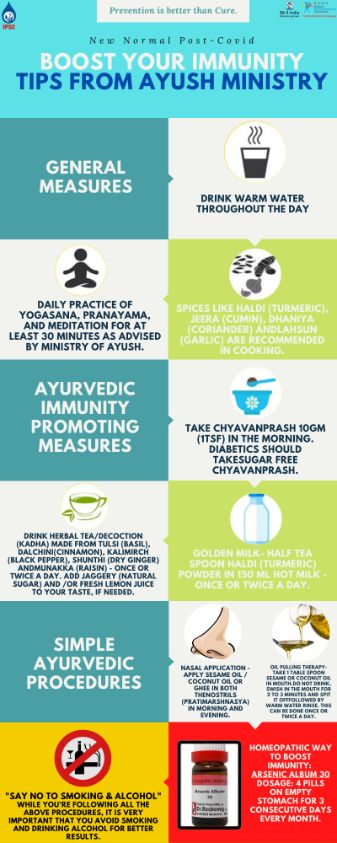 Prevention is better than Cure.
IPSC
New Normal Post-Covid
BOOST YOUR IMMUNITY
TIPS FROM AYUSH MINISTRY
GENERAL
MEASURES
DRINK WARM WATER
THROUGHOUT THE DAY
DAILY PRACTICE OF
YOGASANA, PRANAYAMA,
AND MEDITATION FOR AT
LEAST 30 MINUTES AS ADVISED
BY MINISTRY OF AYUSH.
SPICES LIKE HALDI (TURMERIC),
JEERA (CUMIN), DHANIYA
(CORIANDER) ANDLAHSUN
(GARLIC) ARE RECOMMENDED
IN COOKING.
AYURVEDIC
IMMUNITY
PROMOTING
MEASURES
TAKE CHYAVANPRASH 10GM
(1TSF) IN THE MORNING.
DIABETICS SHOULD
TAKESUGAR FREE
CHYAVANPRASH.
DRINK HERBAL TEA/DECOCTION
(KADHA) MADE FROM TULSI (BASIL),
DALCHINI(CINNAMON), KALIMIRCH
(BLACK PEPPER), SHUNTHI (DRY GINGER)
ANDMUNAKKA (RAISIN) - ONCE OR
TWICE A DAY. ADD JAGGERY (NATURAL
SUGAR) AND /OR FRESH LEMON JUICE
TO YOUR TASTE, IF NEEDED.
GOLDEN MILK- HALF TEA
SPOON HALDI (TURMERIC)
POWDER IN 150 ML HOT MILK -
ONCE OR TWICE A DAY.
SIMPLE
AYURVEDIC
PROCEDURES
NASAL APPLICATION -
APPLY SESAME OIL /
COCONUT OIL OR
GHEE IN BOTH
THENOSTRILS
(PRATIMARSHNASYA)
IN MORNING AND
EVENING.
OIL PULLING THERAPY-
TAKE 1 TABLE SPOON
SESAME OR COCONUT OIL
IN MOUTH.DO NOT DRINK,
SWISH IN THE MOUTH FOR
2 TO 3 MINUTES AND SPIT
IT OFFFOLLOWED BY
WARM WATER RINSE. THIS
CAN BE DONE ONCE OR
TWICE A DAY.
"SAY NO TO SMOKING & ALCOHOL"
WHILE YOU'RE FOLLOWING ALL THE
ABOVE PROCEDURES, IT IS VERY
IMPORTANT THAT YOU AVOID SMOKING
AND DRINKING ALCOHOL FOR BETTER
RESULTS.
Arsenic Album
30
Dr.Reckeweg
HOMEOPATHIC WAY
TO BOOST
IMMUNITY:
ARSENIC ALBUM 30
DOSAGE: 4 PILLS
ON EMPTY
STOMACH FOR 3
CONSECUTIVE DAYS
EVERY MONTH.